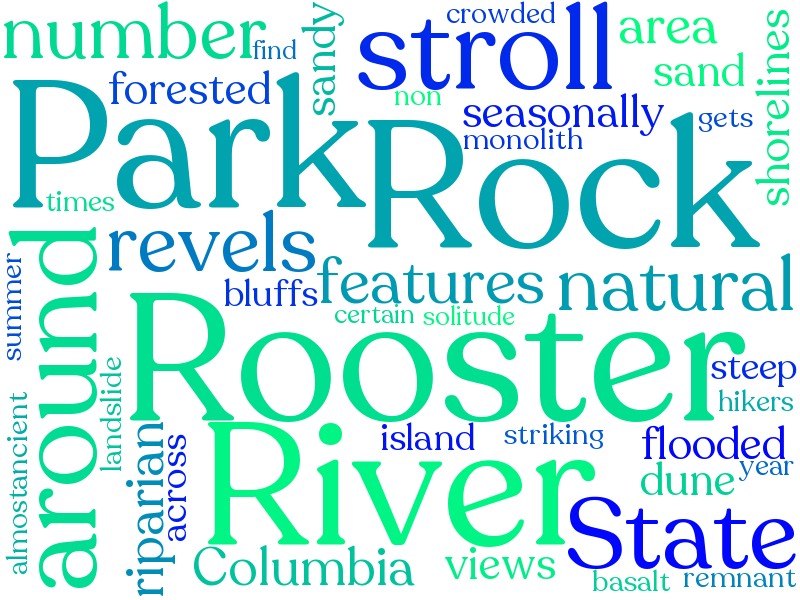 number
find
sandy
crowded
stroll
area
sand
shorelines
forested
non
seasonally
gets
monolith
Park
Rock
times
revels
features
natural
summer
around
bluffs
certain
solitude
Rooster
steep
hikers
landslide
almostancient
riparian
across
River
island
striking
flooded
year
dune
State
Columbia
views
basalt
remnant